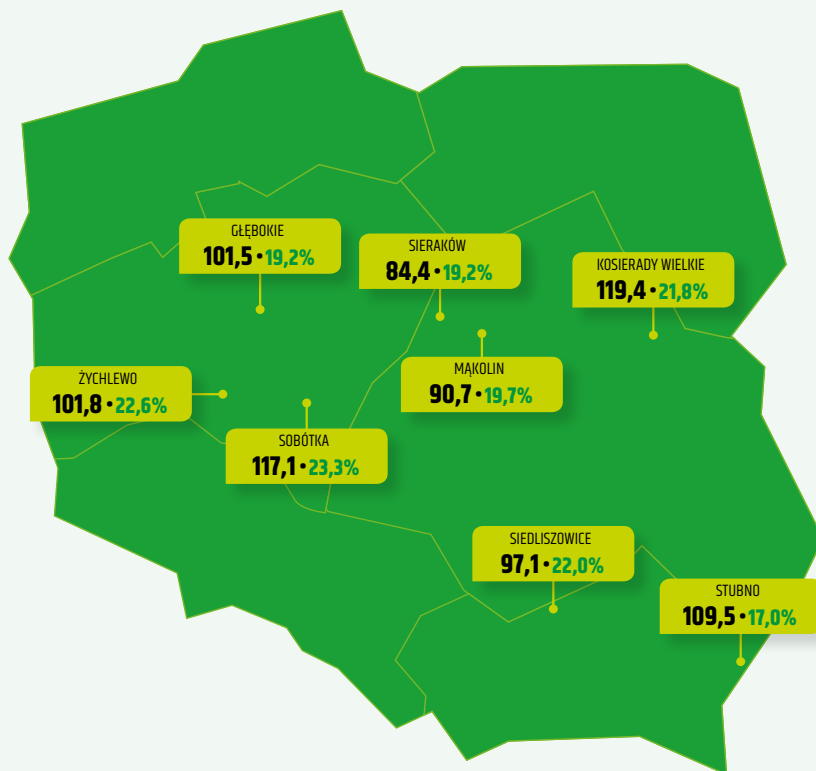 GŁĘBOKIE
101,5 • 19,2%
SIERAKÓW
84,4 • 19,2%
KOSIERADY WIELKIE
119,4 • 21,8%
MĄKOLIN
90,7 • 19,7%
ŻYCHLEWO
101,8 • 22,6%
SOBÓTKA
117,1 • 23,3%
SIEDLISZOWICE
97,1 • 22,0%
STUBNO
109,5 • 17,0%